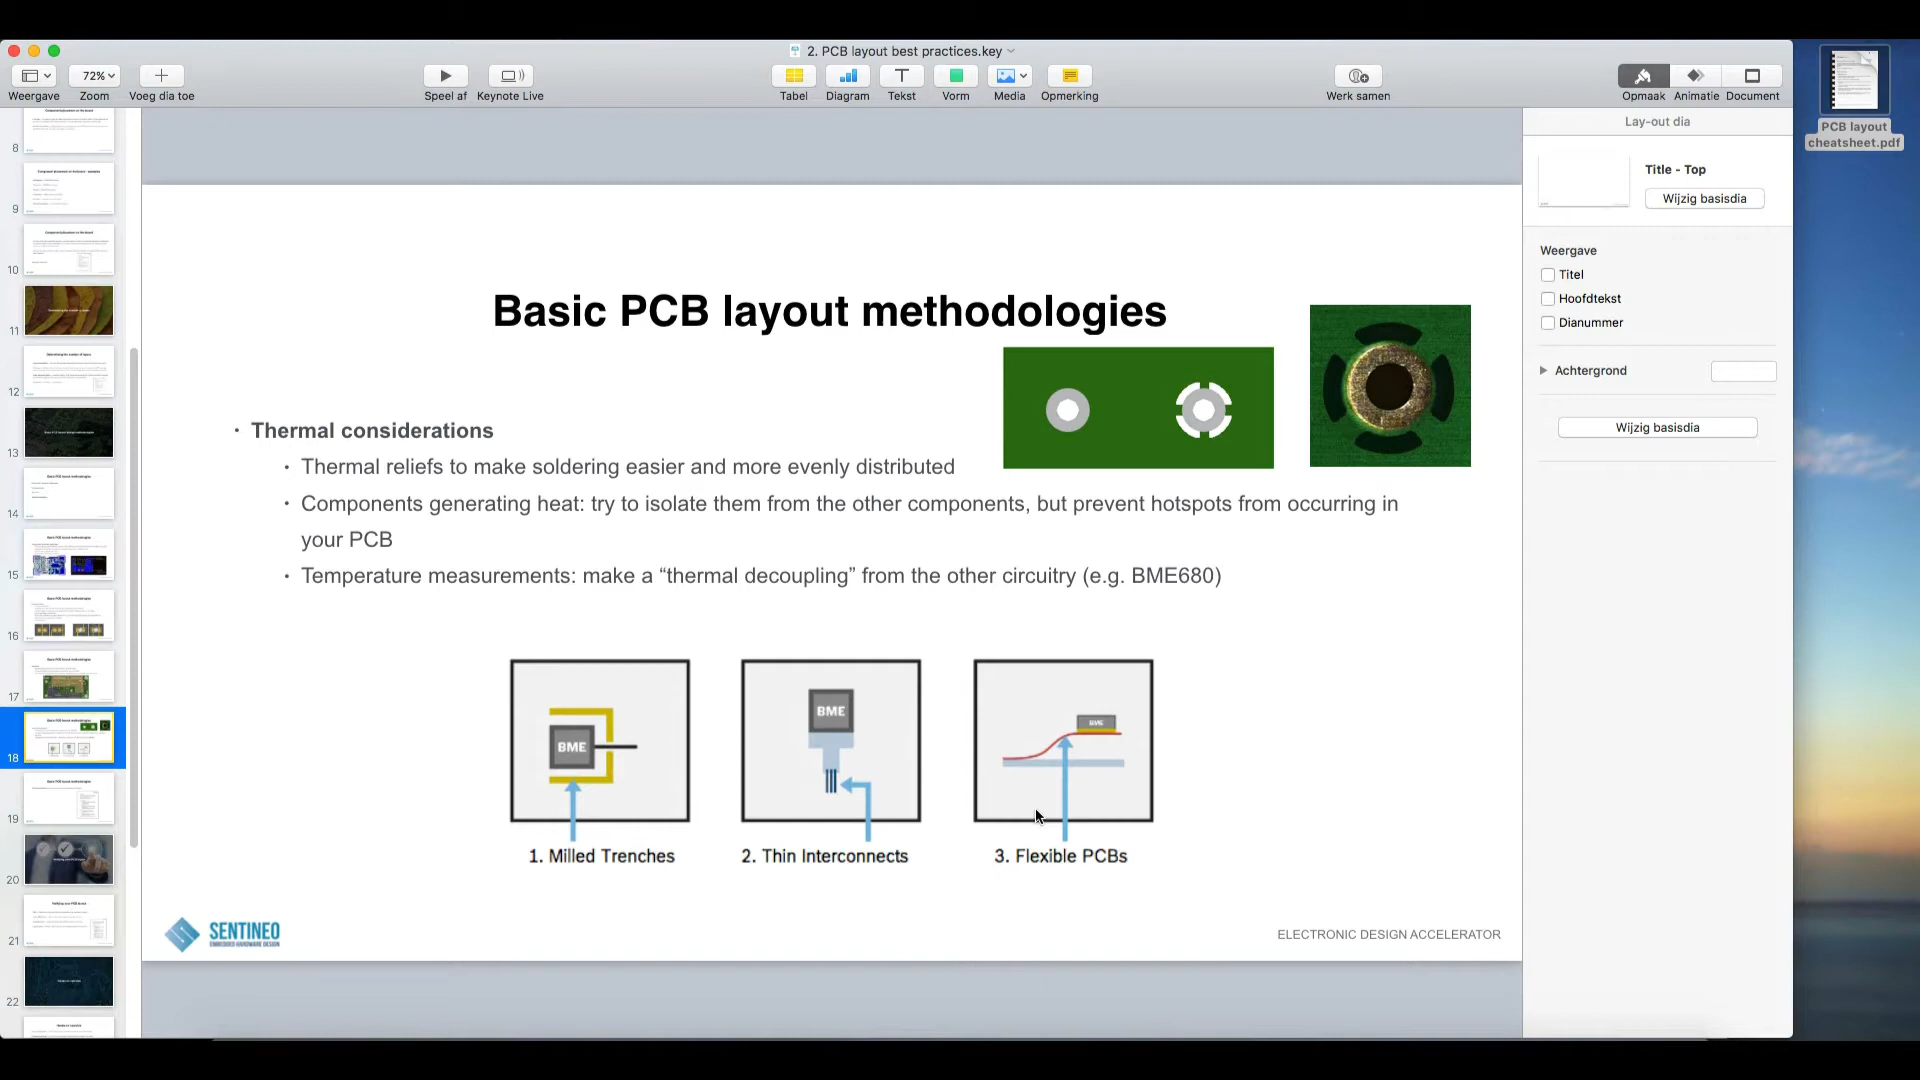 2. PCB layout best practices.key
72%
Weergave
Zoom
Voeg dia toe
Speel af
Keynote Live
Tabel
Diagram
Tekst
Vorm
Media
Opmerking
Werk samen
Opmaak
Animatie
Document
PCB layout
cheatsheet.pdf
8
9
10
11
12
13
14
15
16
17
18
19
20
21
22
Basic PCB layout methodologies
• Thermal considerations
• Thermal reliefs to make soldering easier and more evenly distributed
• Components generating heat: try to isolate them from the other components, but prevent hotspots from occurring in
your PCB
• Temperature measurements: make a “thermal decoupling” from the other circuitry (e.g. BME680)
BME
BME
BME
1. Milled Trenches
2. Thin Interconnects
3. Flexible PCBs
SENTINEO
EMBEDDED HARDWARE DESIGN
ELECTRONIC DESIGN ACCELERATOR
Lay-out dia
Title - Top
Wijzig basisdia
Weergave
Titel
Hoofdtekst
Dianummer
Achtergrond
Wijzig basisdia